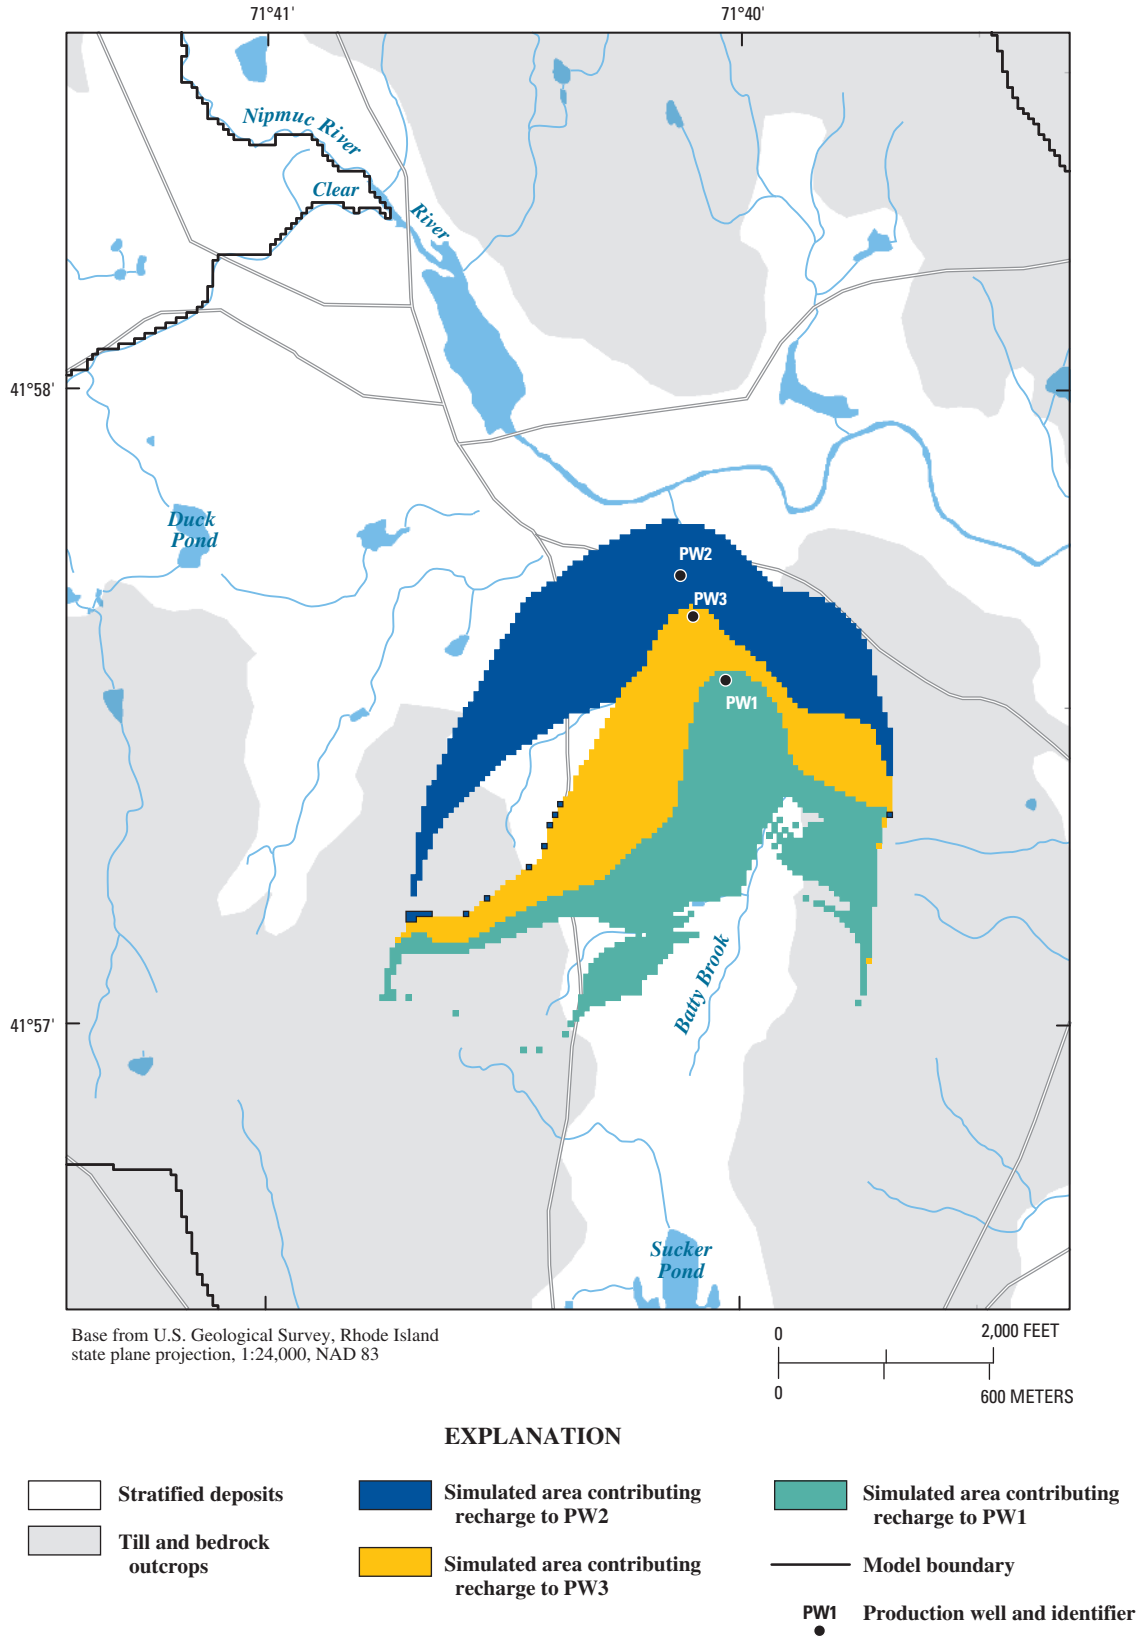 71°41'
71°40'
Nipmuc River
Clear
River
41°58'
Duck
Pond
PW2
PW3
PW1
Batty Brook
41°57'
Sucker
Pond
Base from U.S. Geological Survey, Rhode Island
state plane projection, 1:24,000, NAD 83
0
2,000 FEET
0
600 METERS
EXPLANATION
Stratified deposits
Till and bedrock
outcrops
Simulated area contributing
recharge to PW2
Simulated area contributing
recharge to PW3
Simulated area contributing
recharge to PW1
Model boundary
PW1
Production well and identifier